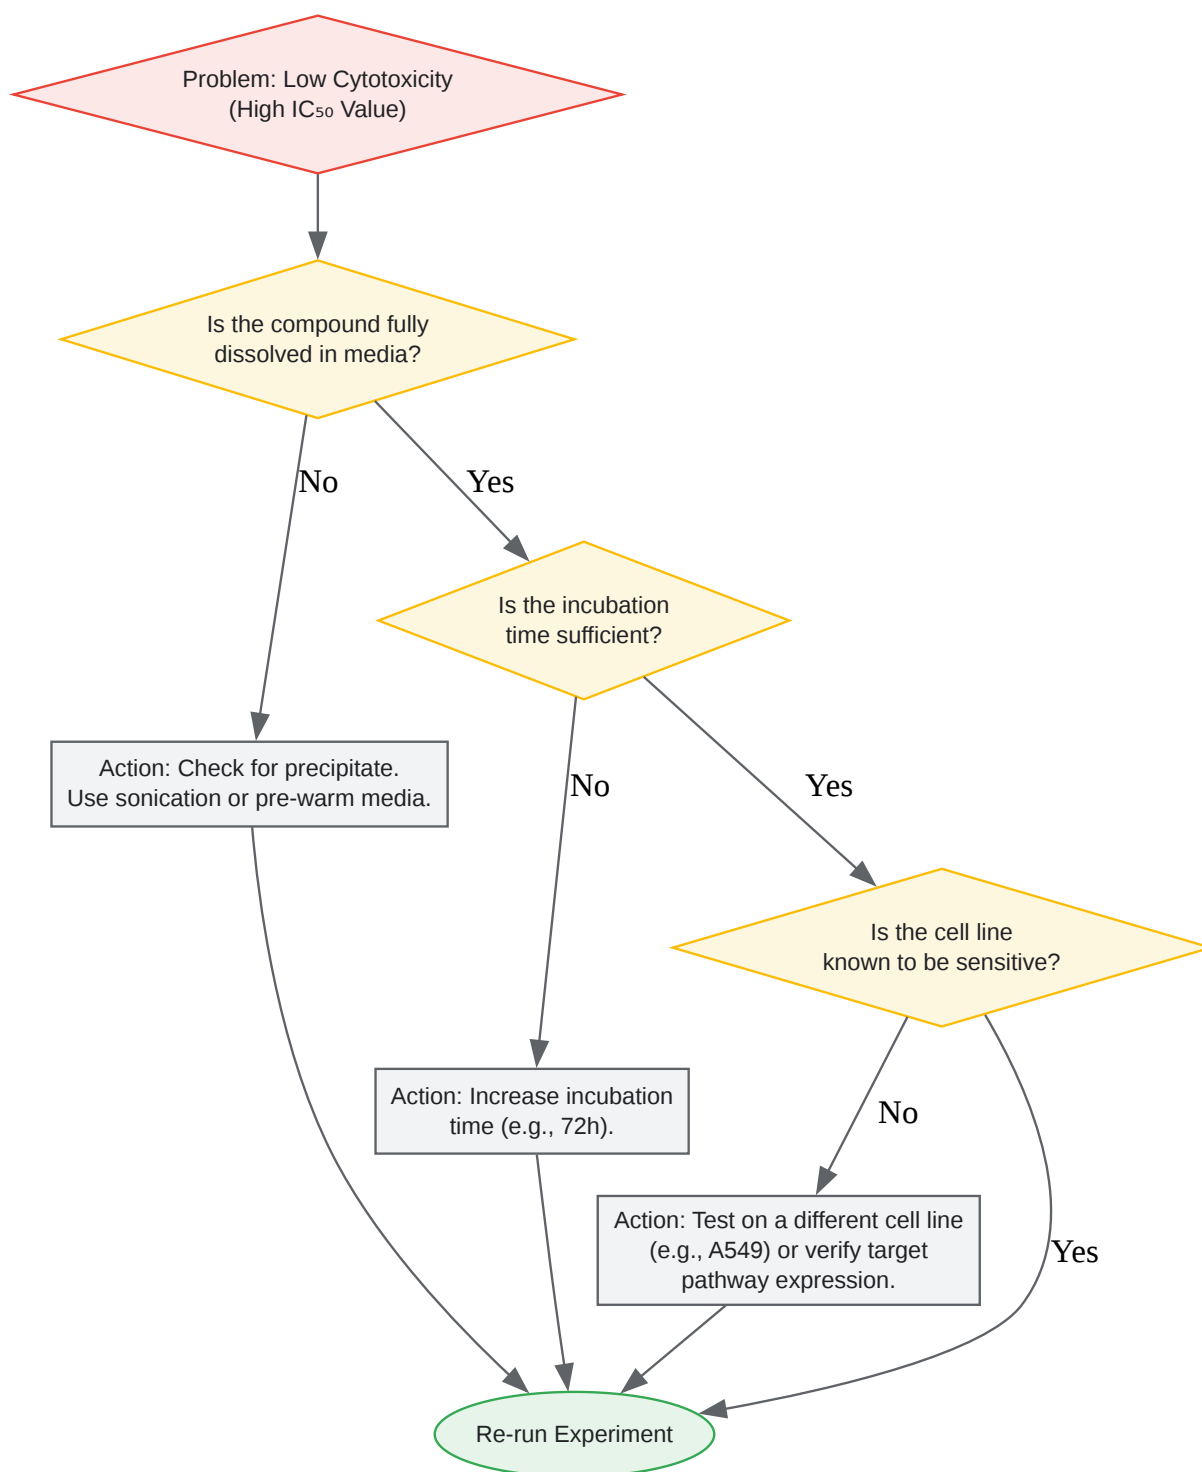 Problem: Low Cytotoxicity
(High IC₅₀ Value)
Is the compound fully
dissolved in media?
No
Yes
Is the incubation
time sufficient?
Action: Check for precipitate.
Use sonication or pre-warm media.
No
Yes
Is the cell line
known to be sensitive?
Action: Increase incubation
time (e.g., 72h).
No
Action: Test on a different cell line
(e.g., A549) or verify target
pathway expression.
Yes
Re-run Experiment